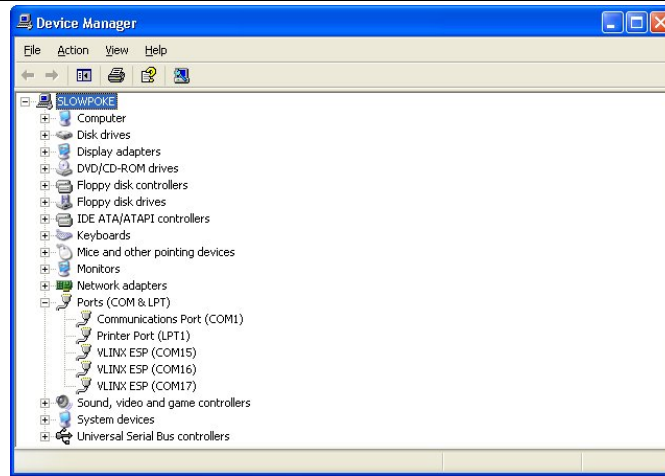 Device Manager
File Action View Help
SLOWPOKE
Computer
Disk drives
Display adapters
DVD/CD-ROM drives
Floppy disk controllers
Floppy disk drives
IDE ATA/ATAPI controllers
Keyboards
Mice and other pointing devices
Monitors
Network adapters
Ports (COM & LPT)
Communications Port (COM1)
Printer Port (LPT1)
VLINX ESP (COM15)
VLINX ESP (COM16)
VLINX ESP (COM17)
Sound, video and game controllers
System devices
Universal Serial Bus controllers